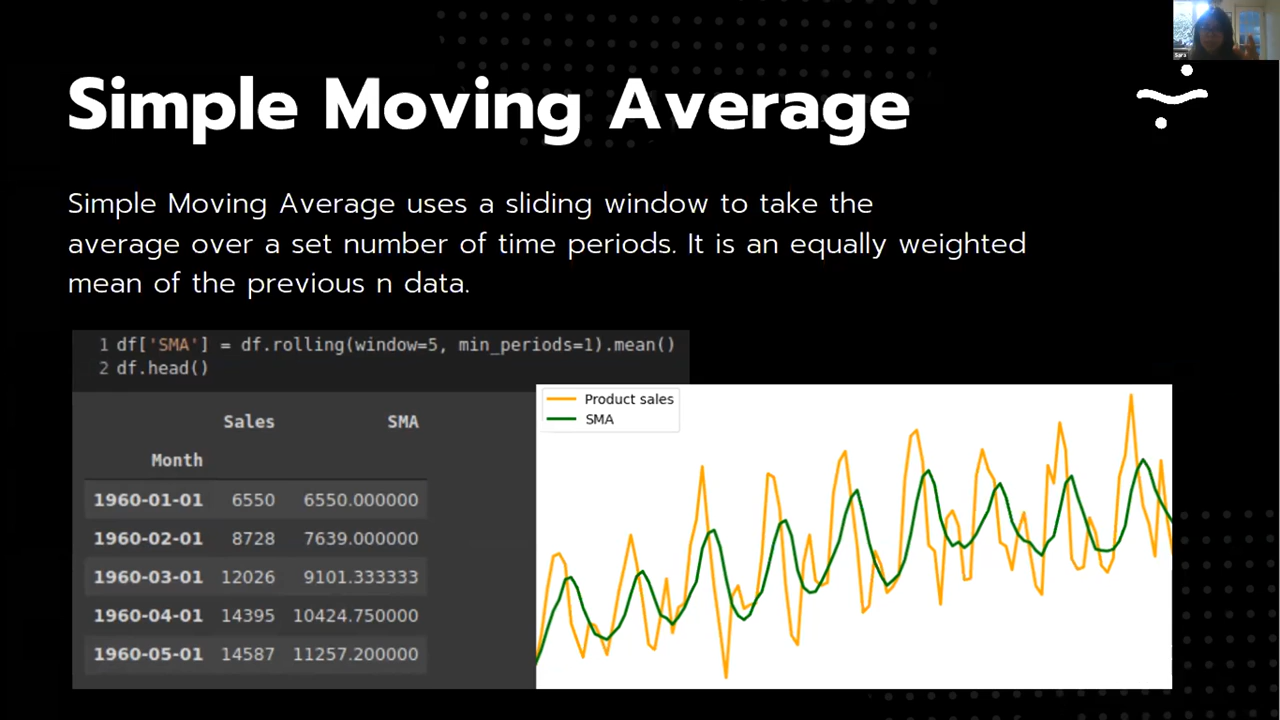 Sara
Simple Moving Average
Simple Moving Average uses a sliding window to take the
average over a set number of time periods. It is an equally weighted
mean of the previous n data.
1 df['SMA'] = df.rolling(window=5, min_periods=1).mean()
2 df.head()
Sales SMA
Month
1960-01-01 6550 6550.000000
1960-02-01 8728 7639.000000
1960-03-01 12026 9101.333333
1960-04-01 14395 10424.750000
1960-05-01 14587 11257.200000
Product sales
SMA